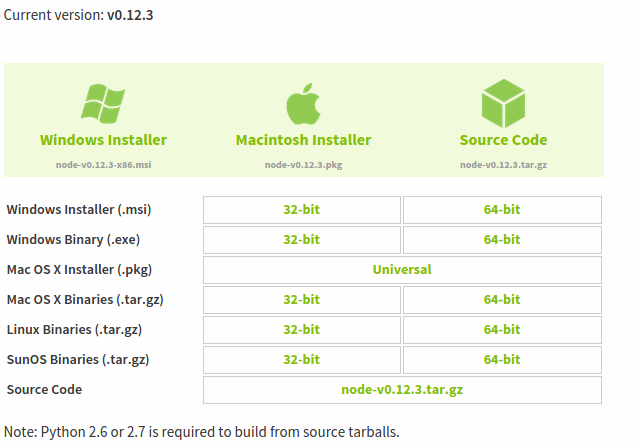 Current version: v0.12.3
Windows Installer
Macintosh Installer
Source Code
node-v0.12.3-x86.msi
node-v0.12.3.pkg
node-v0.12.3.tar.gz
Windows Installer (.msi) 32-bit 64-bit
Windows Binary (.exe) 32-bit 64-bit
Mac OS X Installer (.pkg) Universal
Mac OS X Binaries (.tar.gz) 32-bit 64-bit
Linux Binaries (.tar.gz) 32-bit 64-bit
SunOS Binaries (.tar.gz) 32-bit 64-bit
Source Code node-v0.12.3.tar.gz
Note: Python 2.6 or 2.7 is required to build from source tarballs.